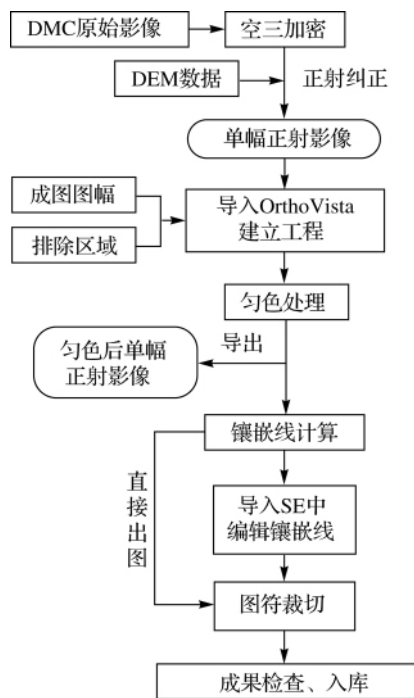 DMC原始影像
空三加密
DEM数据
正射纠正
单幅正射影像
成图图幅
排除区域
导入OrthoVista
建立工程
匀色处理
导出
匀色后单幅
正射影像
镶嵌线计算
直接出图
导入SE中
编辑镶嵌线
图符裁切
成果检查、入库